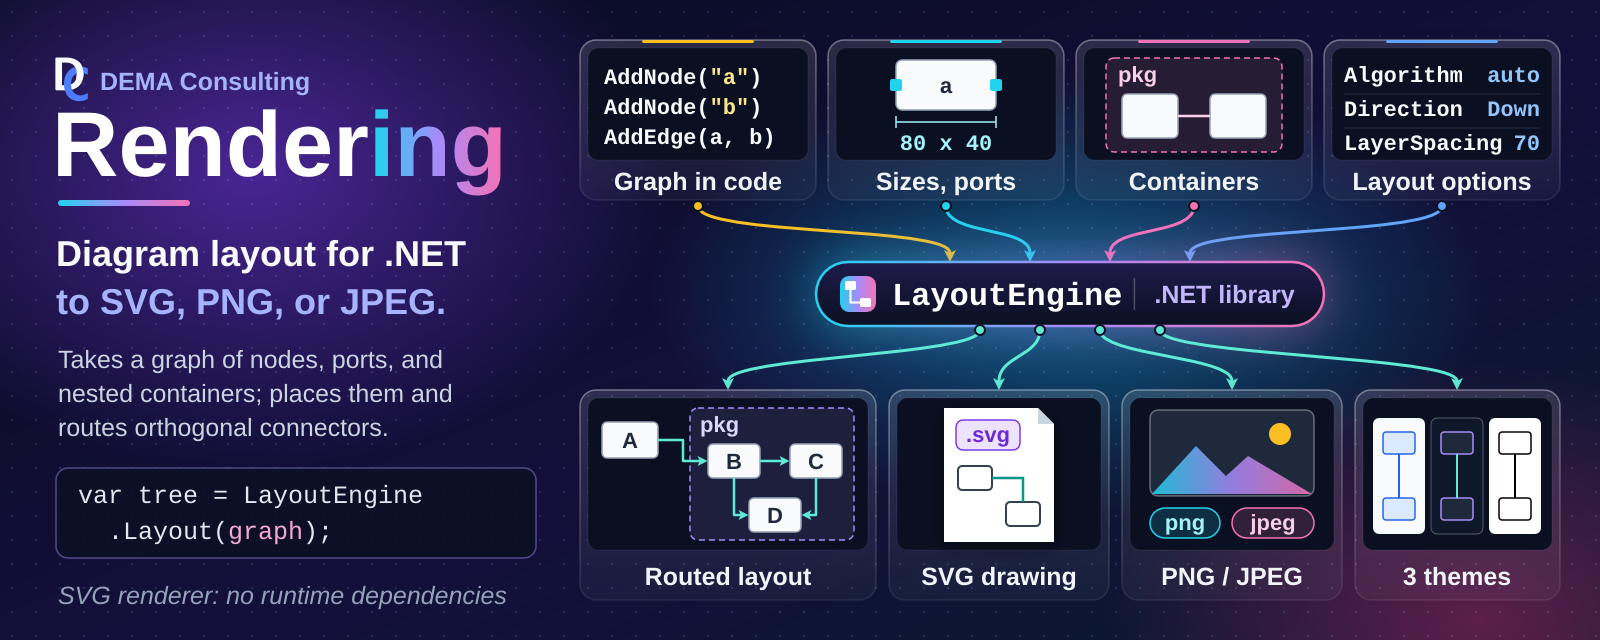 DC DEMA Consulting
Rendering
Diagram layout for .NET
to SVG, PNG, or JPEG.
Takes a graph of nodes, ports, and
nested containers; places them and
routes orthogonal connectors.
var tree = LayoutEngine
.Layout(graph);
SVG renderer: no runtime dependencies
AddNode("a")
AddNode("b")
AddEdge(a, b)
Graph in code
a
80 x 40
Sizes, ports
pkg
Containers
Algorithm auto
Direction Down
LayerSpacing 70
Layout options
LayoutEngine .NET library
pkg
A
B
C
D
Routed layout
.svg
SVG drawing
png jpeg
PNG / JPEG
3 themes